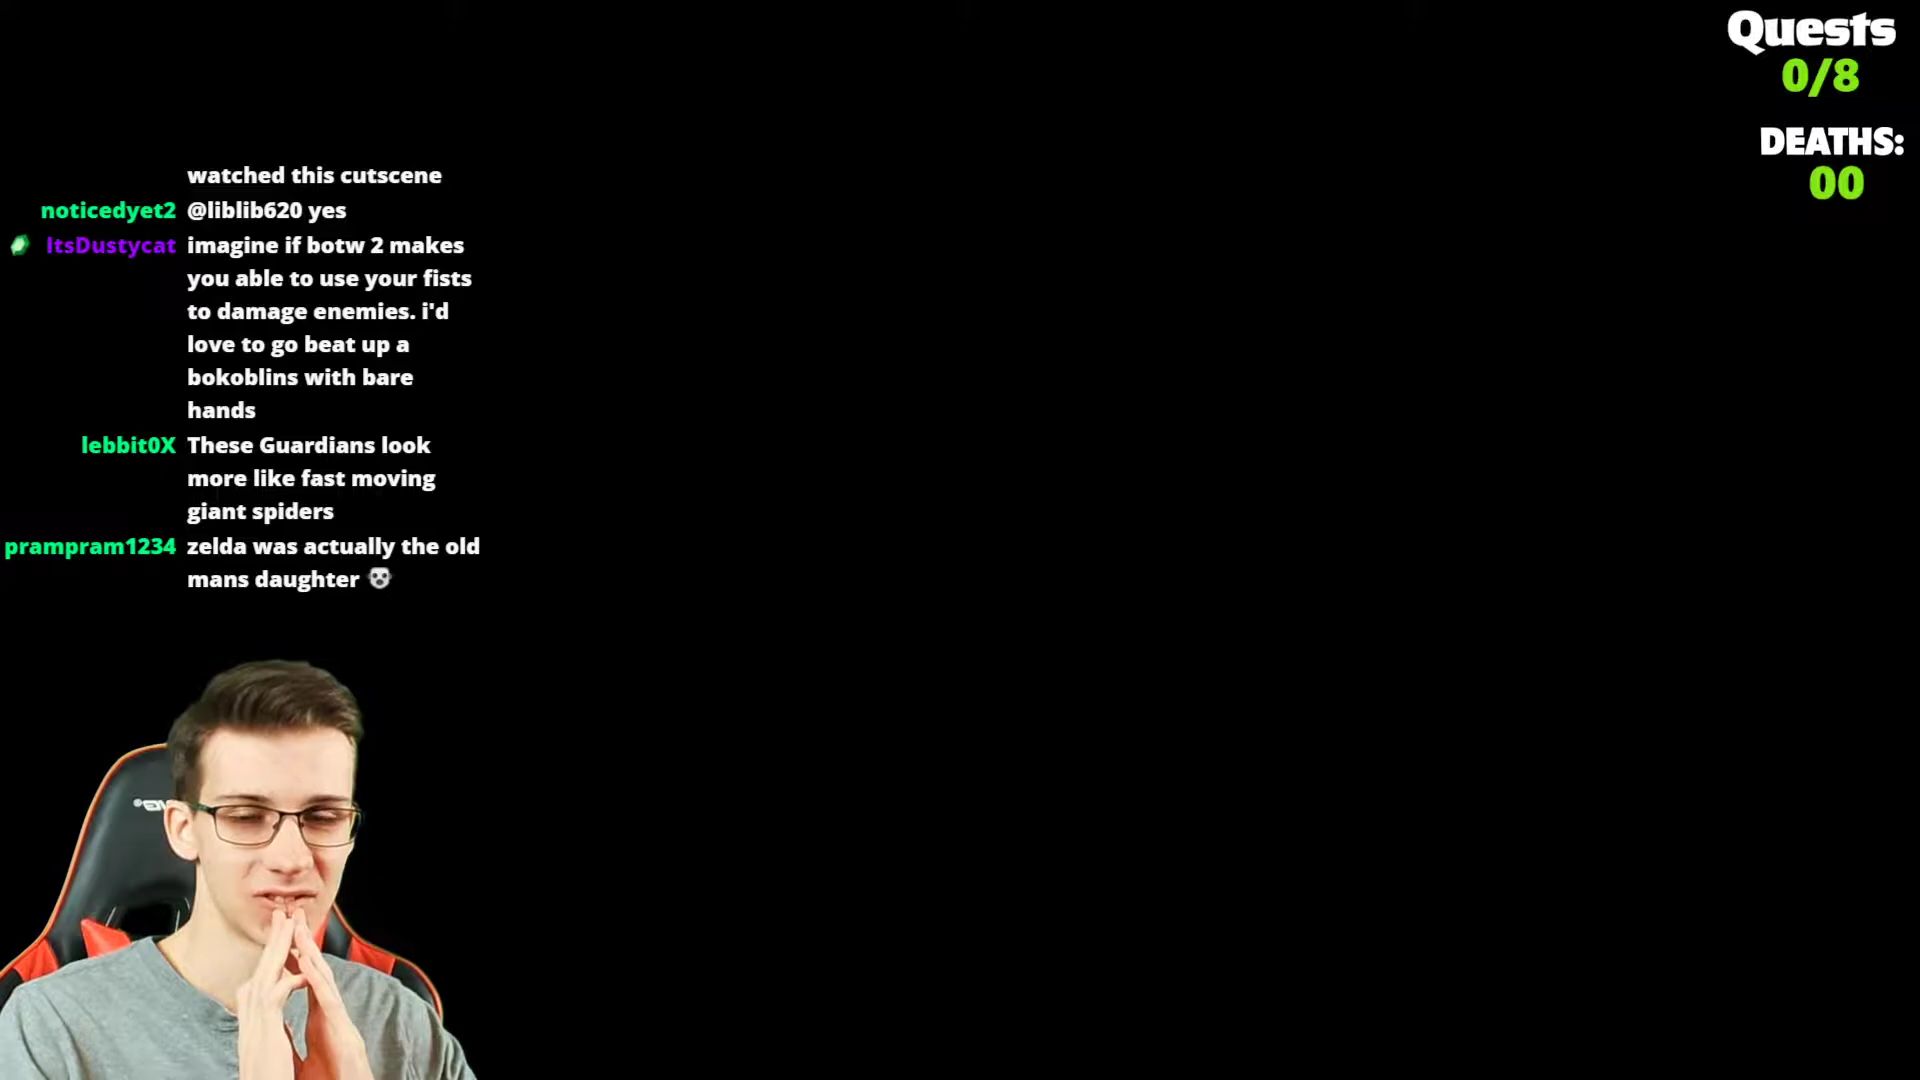 Quests
0/8
DEATHS:
00
watched this cutscene
noticedyet2 @liblib620 yes
ItsDustycat imagine if botw 2 makes
you able to use your fists
to damage enemies. i'd
love to go beat up a
bokoblins with bare
hands
lebbit0X These Guardians look
more like fast moving
giant spiders
prampram1234 zelda was actually the old
mans daughter